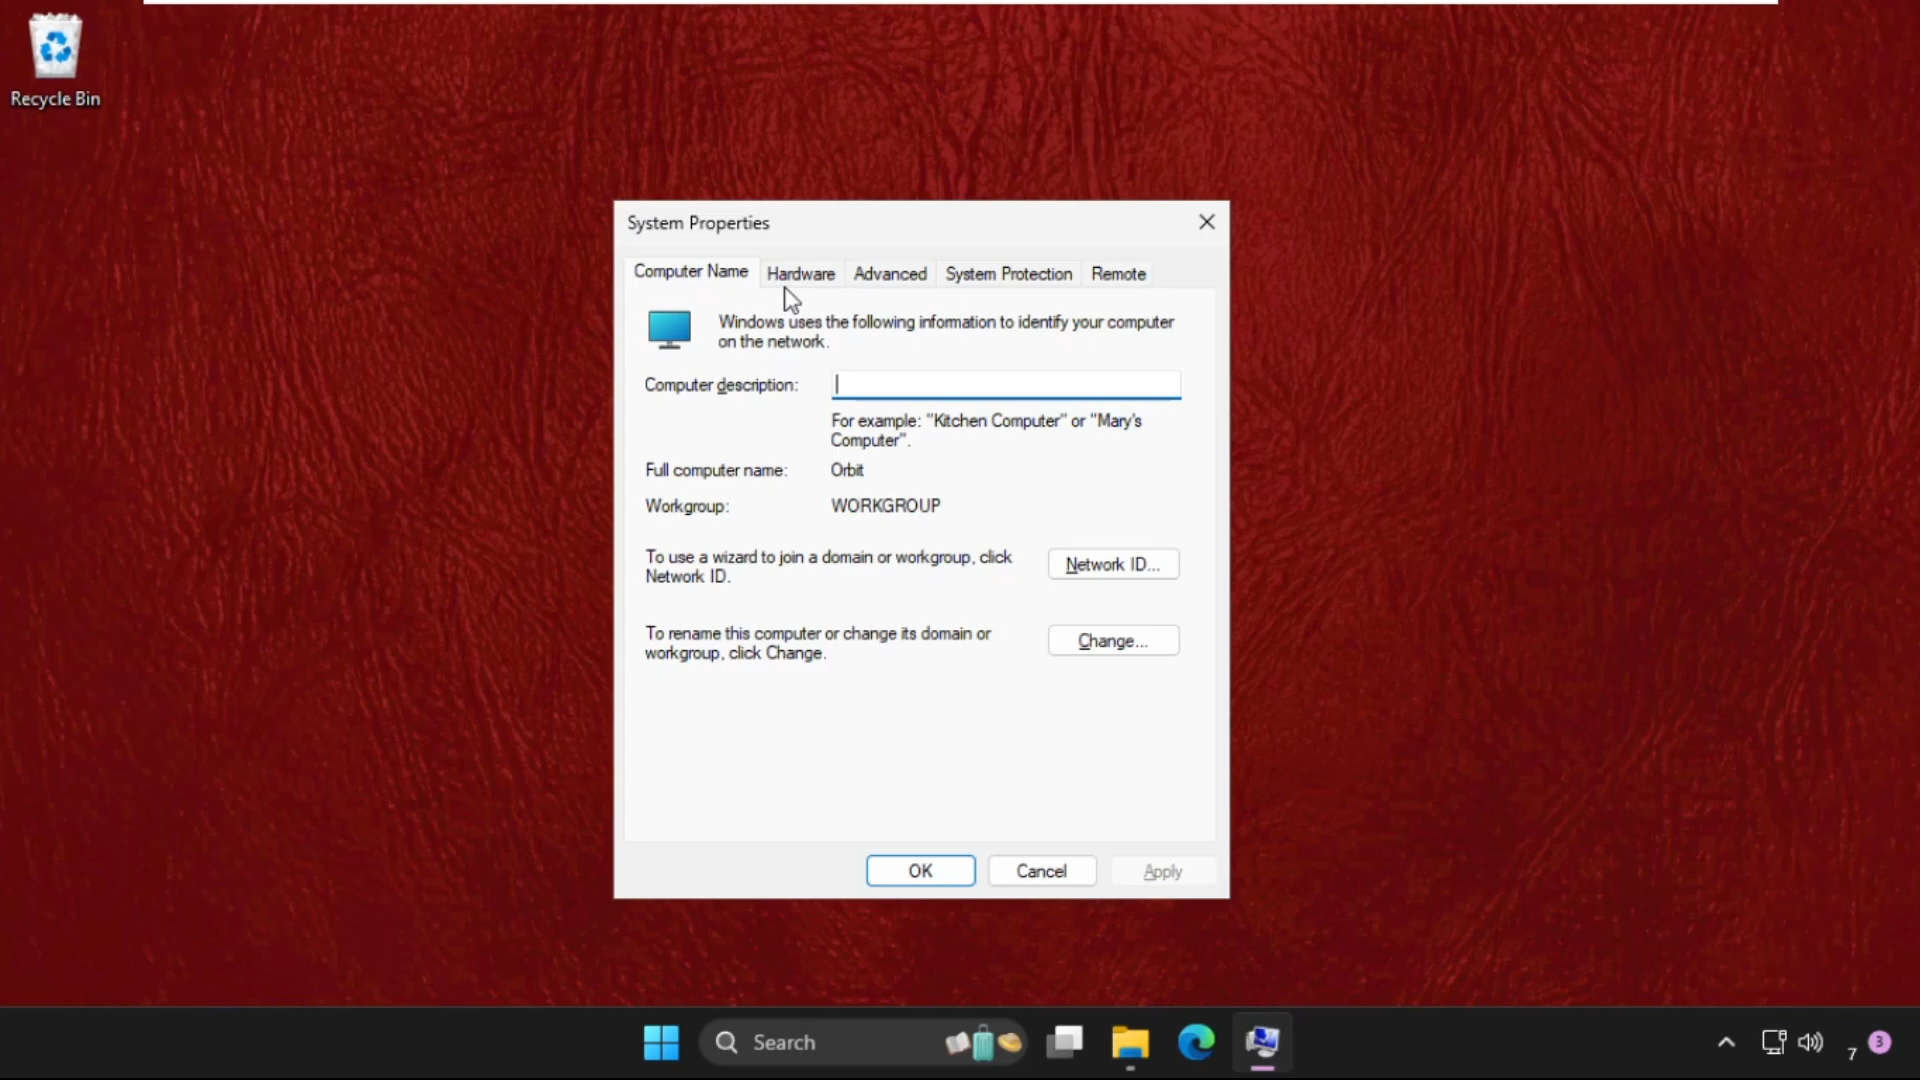 Recycle Bin
System Properties
Computer Name
Hardware
Advanced
System Protection
Remote
Windows uses the following information to identify your computer
on the network.
Computer description:
For example: "Kitchen Computer" or "Mary's
Computer".
Full computer name: Orbit
Workgroup: WORKGROUP
To use a wizard to join a domain or workgroup, click
Network ID.
Network ID...
To rename this computer or change its domain or
workgroup, click Change.
Change...
OK
Cancel
Apply
Search
7
3